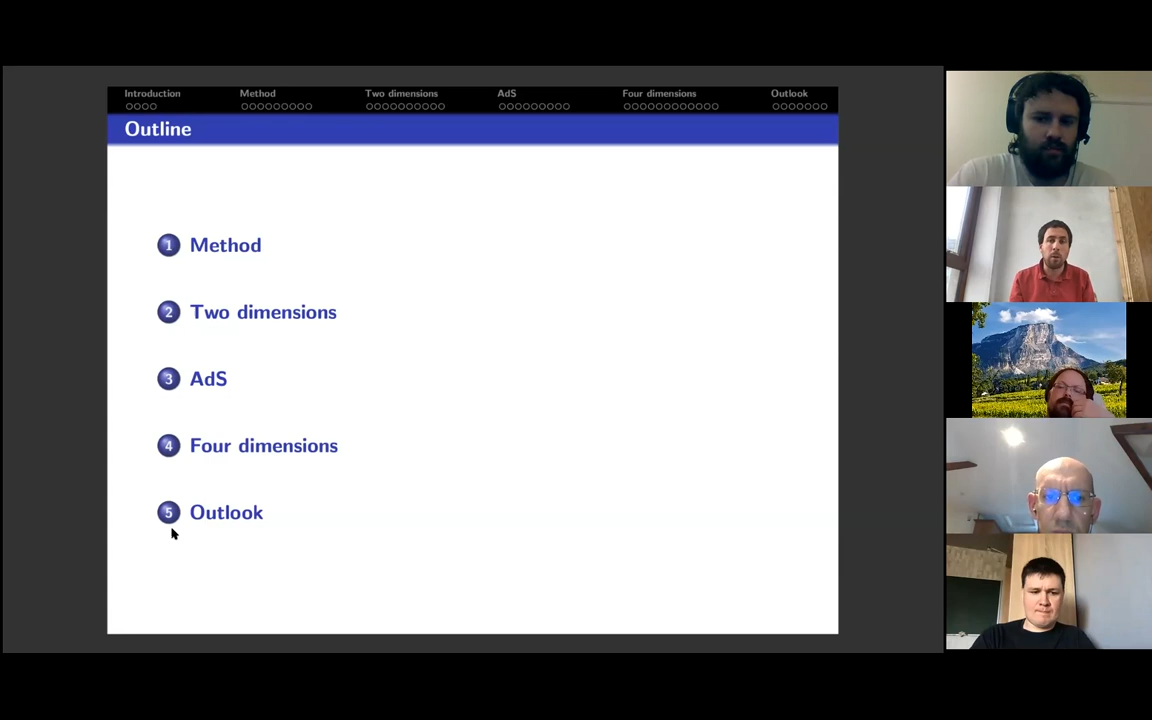 Introduction Method Two dimensions AdS Four dimensions Outlook
Outline
1 Method
2 Two dimensions
3 AdS
4 Four dimensions
5 Outlook